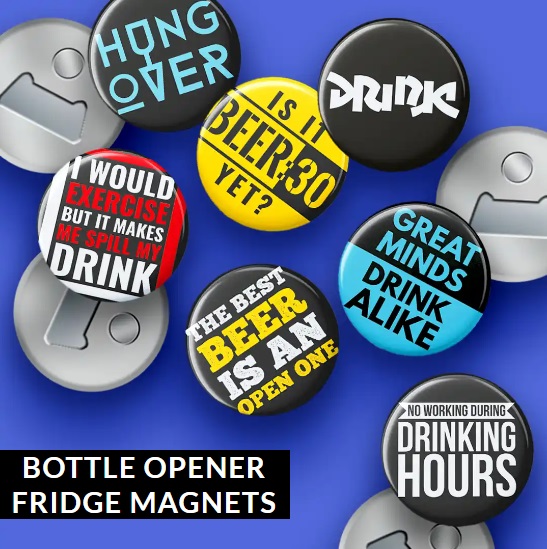 HUNG
OVER
DRINK
IS IT
BEER:30
YET?
I WOULD
EXERCISE
BUT IT MAKES
ME SPILL MY
DRINK
GREAT
MINDS
DRINK
ALIKE
THE BEST
BEER
IS AN
OPEN ONE
NO WORKING DURING
DRINKING
HOURS
BOTTLE OPENER
FRIDGE MAGNETS